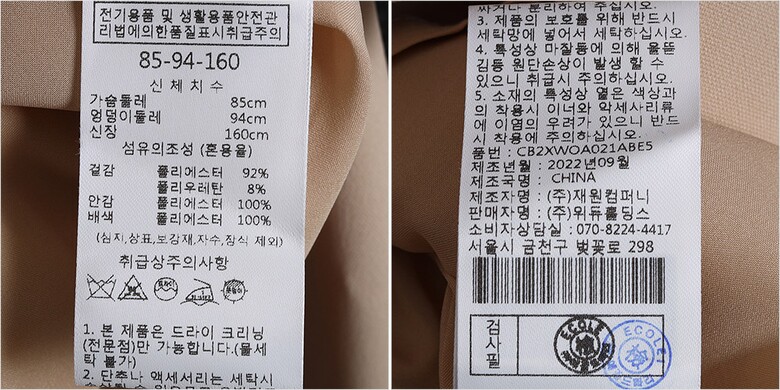 전기용품 및 생활용품안전관
리법에의한품질표시취급주의
85-94-160
신체치수
가슴둘레 85cm
엉덩이둘레 94cm
신장 160cm
섬유의조성 (혼용율)
겉감 폴리에스터 92%
폴리우레탄 8%
안감 폴리에스터 100%
배색 폴리에스터 100%
(심지,상표,보강재,자수,장식 제외)
취급상주의사항
1. 본 제품은 드라이 크리닝
(전문점)만 가능합니다.(물세
탁 불가)
2. 단추나 액세서리는 세탁시
싸거나 분리하여 주십시오.
3. 제품의 보호를 위해 반드시
세탁망에 넣어서 세탁하십시오.
4. 특성상 마찰등에 의해 올뜯
김등 원단손상이 발생 할 수
있으니 취급시 주의하십시오.
5. 소재의 특성상 옅은 색상과
의 착용시 이너와 악세사리류
에 이염의 우려가 있으니 반드
시 착용에 주의하십시오.
품번 : CB2XWOA021ABE5
제조년월 : 2022년09월
제조국명 : CHINA
제조자명 : (주)재원컴퍼니
판매자명 : (주)위듀홀딩스
소비자상담실 : 070-8224-4417
서울시 금천구 벚꽃로 298
검사필
ECOLE
ECOLE